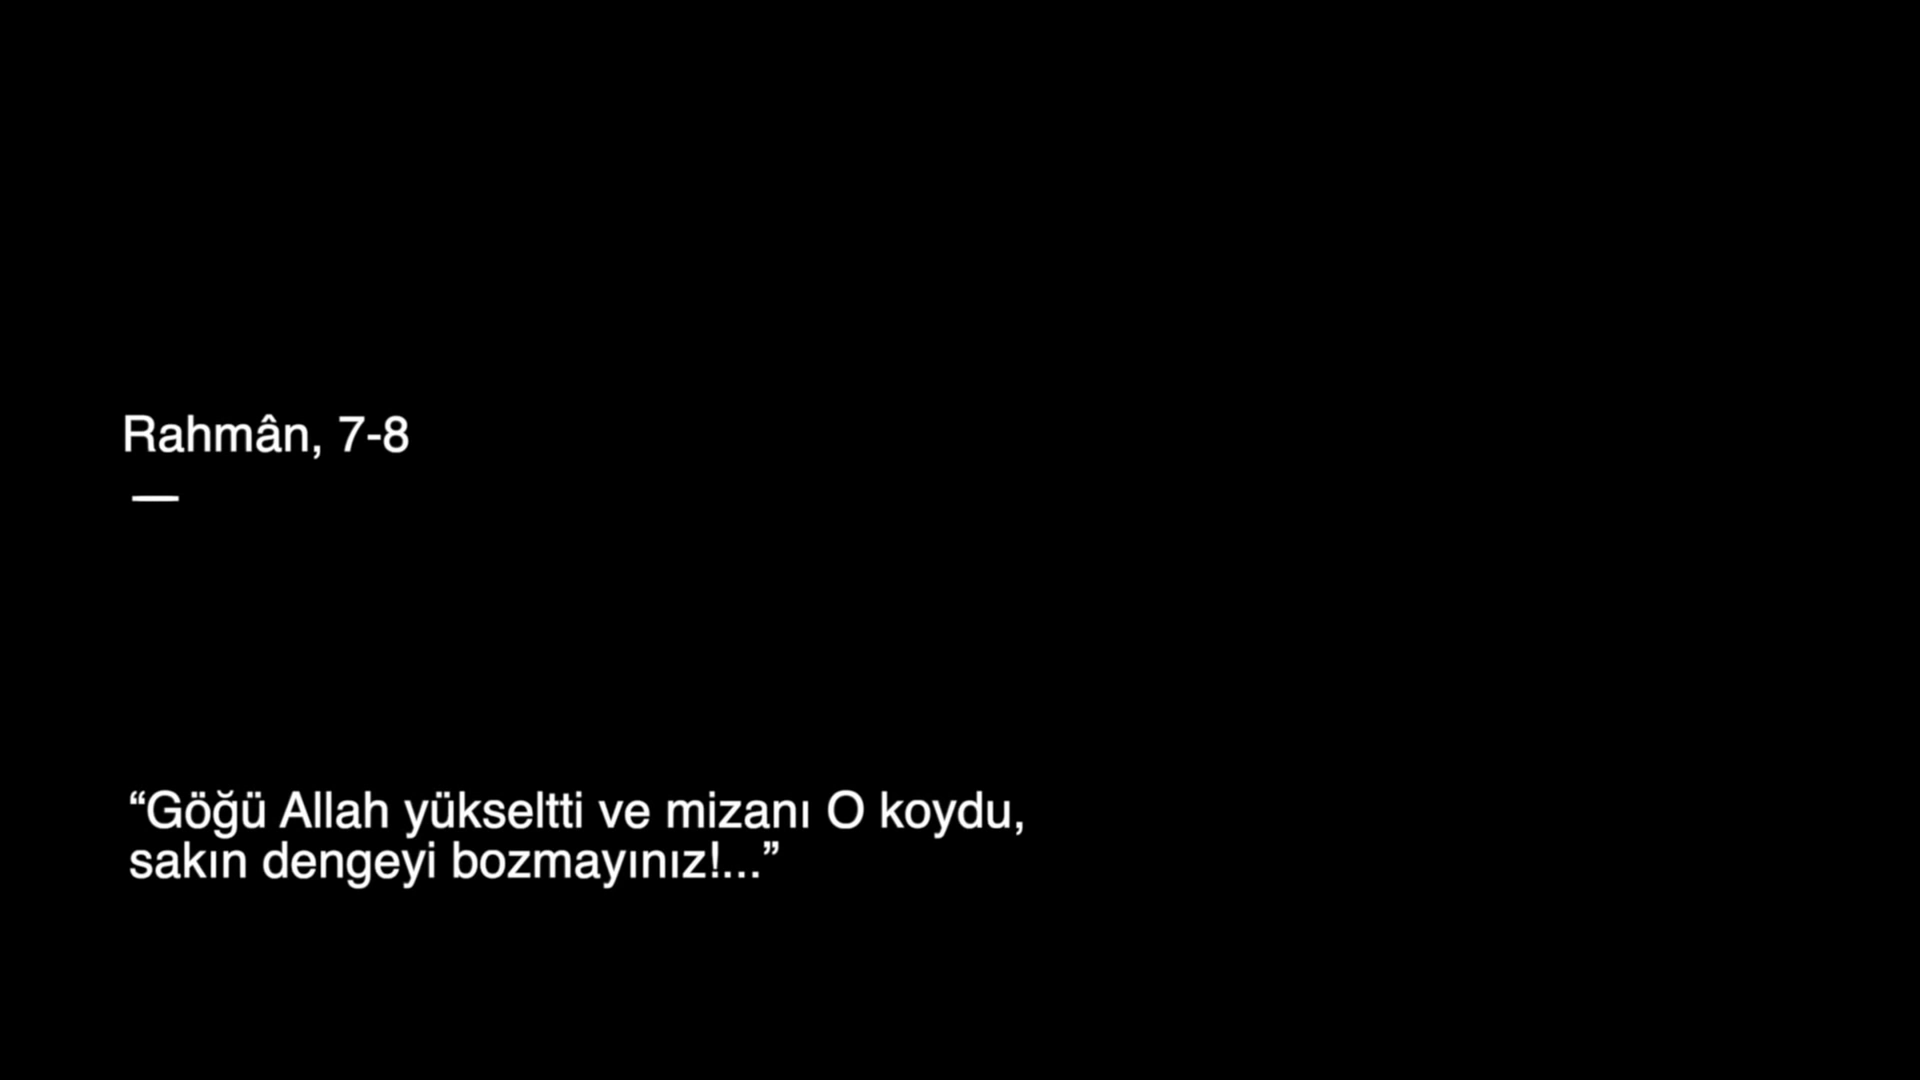 Rahmân, 7-8
“Göğü Allah yükseltti ve mizanı O koydu,
sakın dengeyi bozmayınız!...”